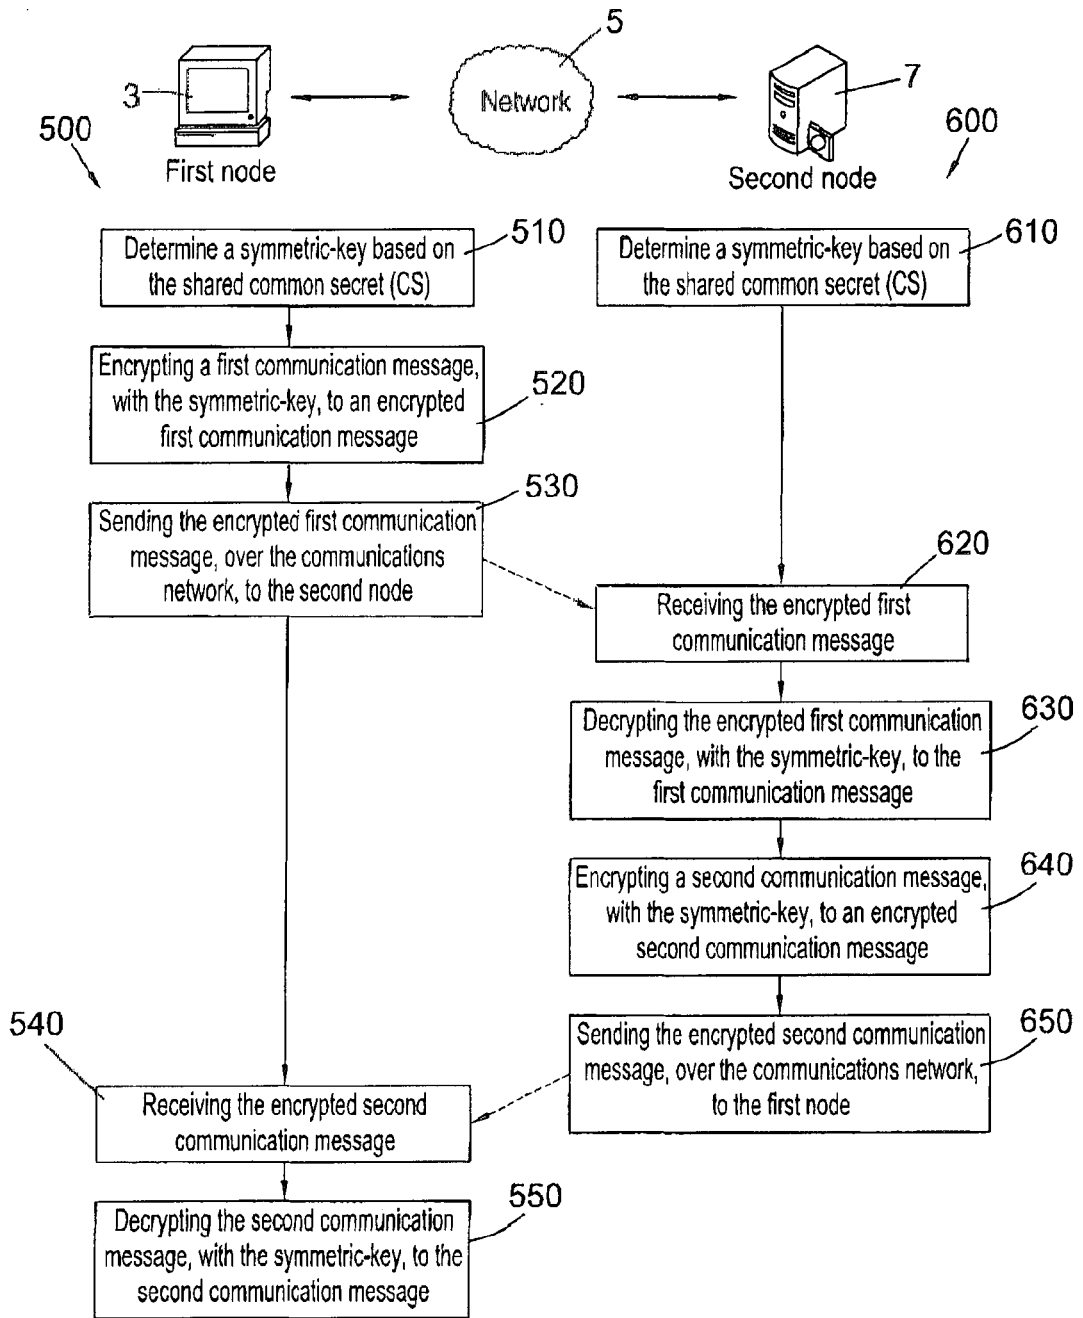 5
3
Network
7
500
600
First node
Second node
510
Determine a symmetric-key based on
the shared common secret (CS)
610
Determine a symmetric-key based on
the shared common secret (CS)
Encrypting a first communication message,
with the symmetric-key, to an encrypted
first communication message
520
530
Sending the encrypted first communication
message, over the communications
network, to the second node
620
Receiving the encrypted first
communication message
630
Decrypting the encrypted first communication
message, with the symmetric-key, to the
first communication message
640
Encrypting a second communication message,
with the symmetric-key, to an encrypted
second communication message
650
Sending the encrypted second communication
message, over the communications network,
to the first node
540
Receiving the encrypted second
communication message
550
Decrypting the second communication
message, with the symmetric-key, to the
second communication message